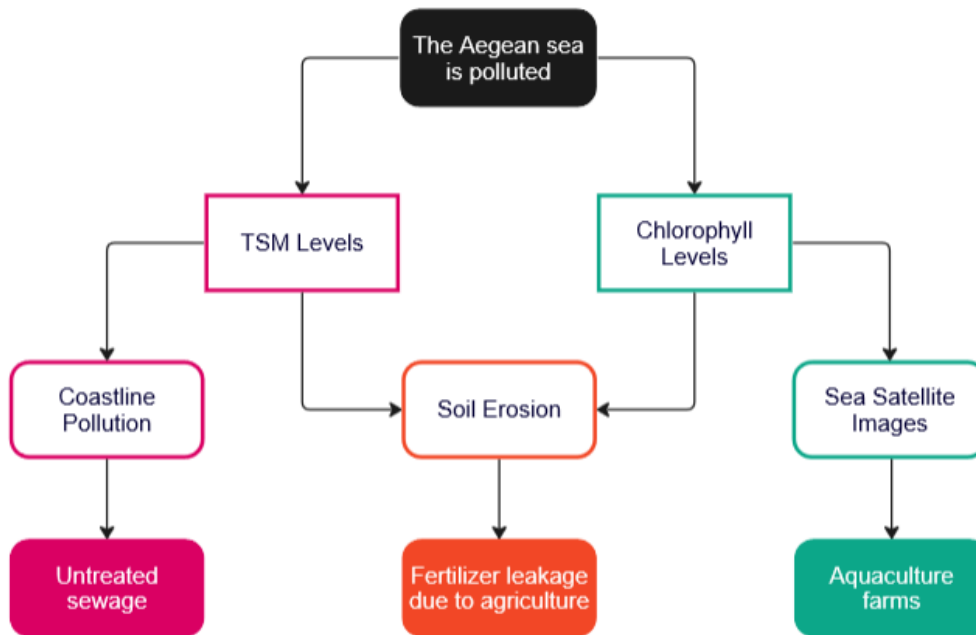 The Aegean sea
is polluted
TSM Levels
Chlorophyll
Levels
Coastline
Pollution
Soil Erosion
Sea Satellite
Images
Untreated
sewage
Fertilizer leakage
due to agriculture
Aquaculture
farms